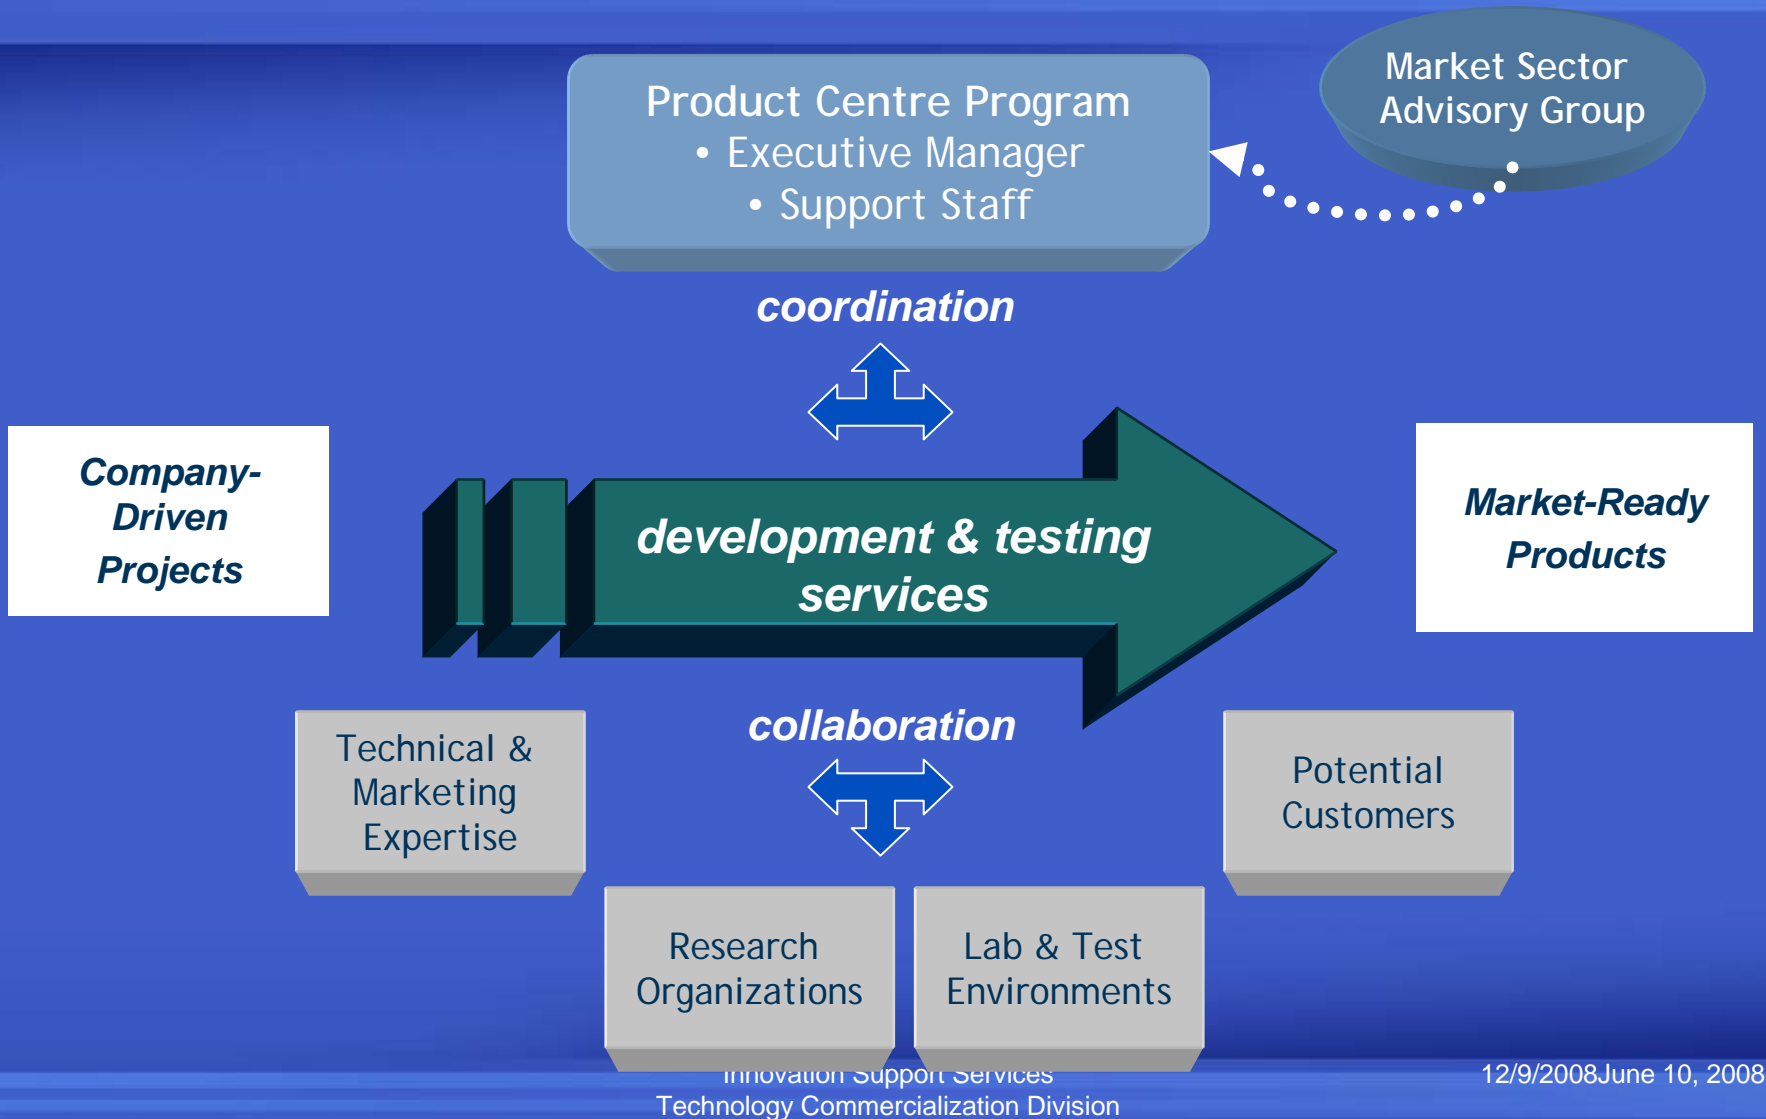 Market Sector
Advisory Group
Product Centre Program
• Executive Manager
• Support Staff
coordination
Company-
Driven
Projects
development & testing
services
Market-Ready
Products
collaboration
Technical &
Marketing
Expertise
Potential
Customers
Research
Organizations
Lab & Test
Environments
Innovation Support Services
Technology Commercialization Division
12/9/2008June 10, 2008